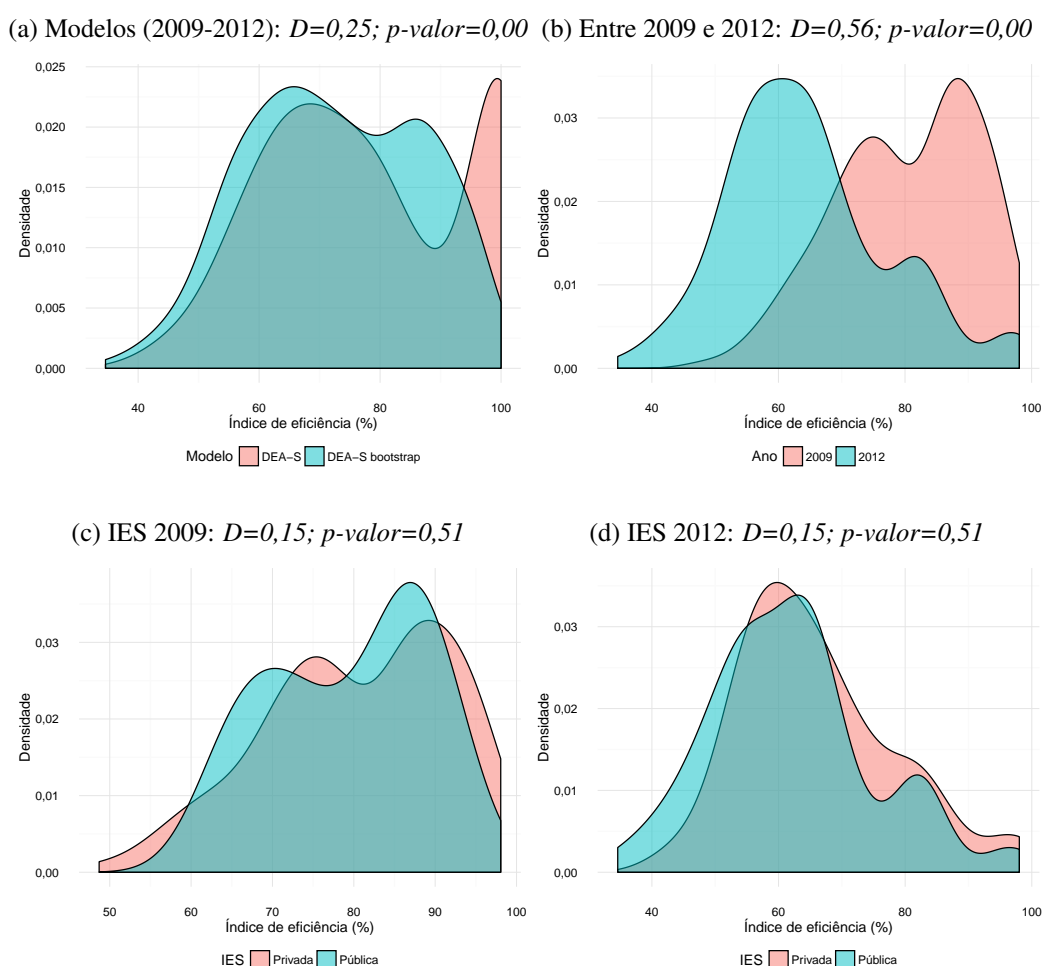 (a) Modelos (2009-2012): D=0,25; p-valor=0,00
0,025
0,020
0,015
0,010
0,005
0,000
Densidade
40 60 80 100
Índice de eficiência (%)
Modelo DEA−S DEA−S bootstrap
(b) Entre 2009 e 2012: D=0,56; p-valor=0,00
0,03
0,02
0,01
0,00
Densidade
40 60 80 100
Índice de eficiência (%)
Ano 2009 2012
(c) IES 2009: D=0,15; p-valor=0,51
0,03
0,02
0,01
0,00
Densidade
50 60 70 80 90 100
Índice de eficiência (%)
IES Privada Pública
(d) IES 2012: D=0,15; p-valor=0,51
0,03
0,02
0,01
0,00
Densidade
40 60 80 100
Índice de eficiência (%)
IES Privada Pública